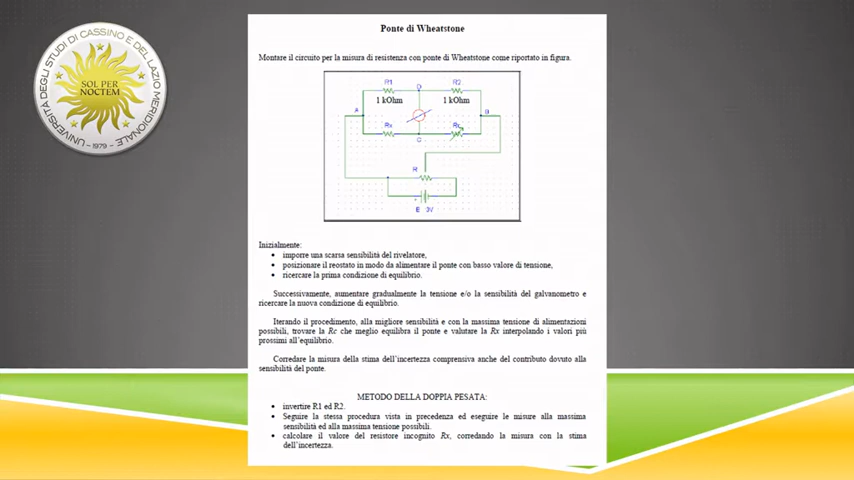 UNIVERSITÀ DEGLI STUDI DI CASSINO E DEL LAZIO MERIDIONALE
SOL PER
NOCTEM
1979
Ponte di Wheatstone
Montare il circuito per la misura di resistenza con ponte di Wheatstone come riportato in figura.
R1 D R2
1 kOhm 1 kOhm
A B
Rx Rc
C
R
E 0V
Inizialmente:
• imporre una scarsa sensibilità del rivelatore,
• posizionare il reostato in modo da alimentare il ponte con basso valore di tensione,
• ricercare la prima condizione di equilibrio.
Successivamente, aumentare gradualmente la tensione e/o la sensibilità del galvanometro e
ricercare la nuova condizione di equilibrio.
Iterando il procedimento, alla migliore sensibilità e con la massima tensione di alimentazioni
possibili, trovare la Rc che meglio equilibra il ponte e valutare la Rx interpolando i valori più
prossimi all'equilibrio.
Corredare la misura della stima dell'incertezza comprensiva anche del contributo dovuto alla
sensibilità del ponte.
METODO DELLA DOPPIA PESATA:
• invertire R1 ed R2.
• Seguire la stessa procedura vista in precedenza ed eseguire le misure alla massima
sensibilità ed alla massima tensione possibili.
• calcolare il valore del resistore incognito Rx, corredando la misura con la stima
dell'incertezza.